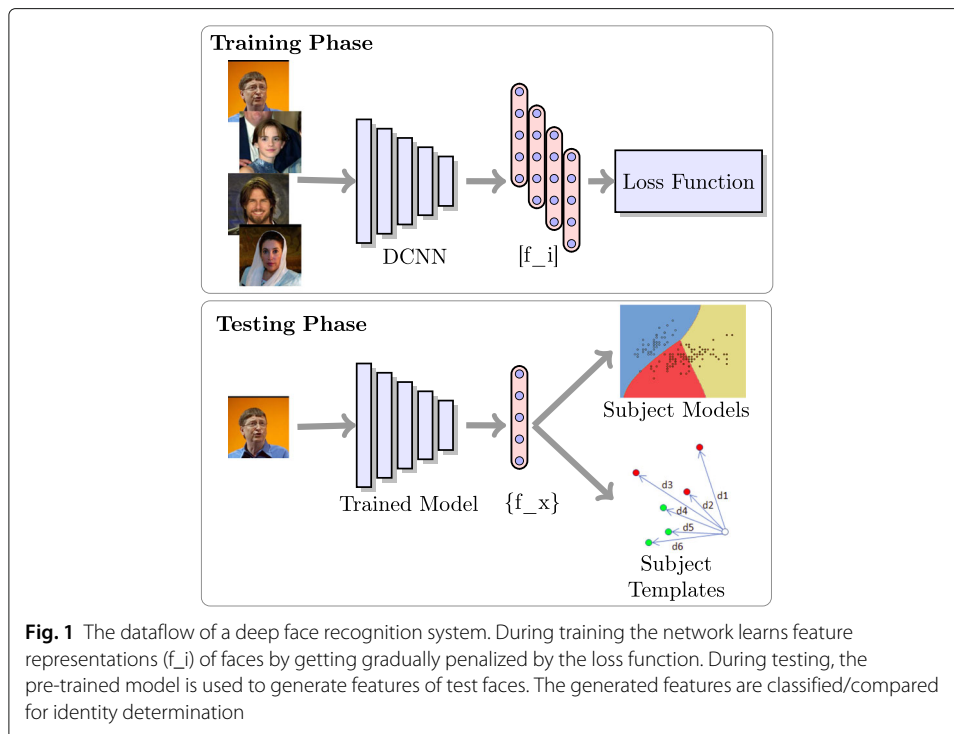 Training Phase
DCNN
[f_i]
Loss Function
Testing Phase
Trained Model
{f_x}
Subject Models
d1
d3
d2
d4
d5
d6
Subject
Templates
Fig. 1 The dataflow of a deep face recognition system. During training the network learns feature
representations (f_i) of faces by getting gradually penalized by the loss function. During testing, the
pre-trained model is used to generate features of test faces. The generated features are classified/compared
for identity determination